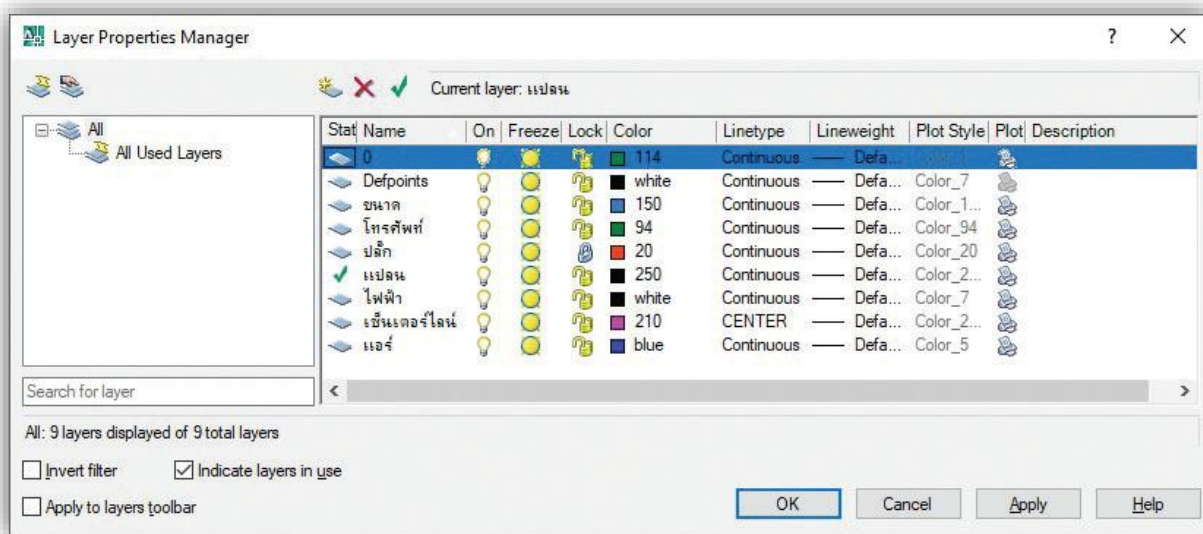 Layer Properties Manager
Current layer: แปลน
All
All Used Layers
Stat Name On Freeze Lock Color Linetype Lineweight Plot Style Plot Description
0 114 Continuous Defa...
Defpoints white Continuous Defa... Color_7
ขนาด 150 Continuous Defa... Color_1...
โทรศัพท์ 94 Continuous Defa... Color_94
ปลั๊ก 20 Continuous Defa... Color_20
แปลน 250 Continuous Defa... Color_2...
ไฟฟ้า white Continuous Defa... Color_7
เซ็นเตอร์ไลน์ 210 CENTER Defa... Color_2...
แอร์ blue Continuous Defa... Color_5
Search for layer
All: 9 layers displayed of 9 total layers
Invert filter Indicate layers in use
Apply to layers toolbar
OK Cancel Apply Help